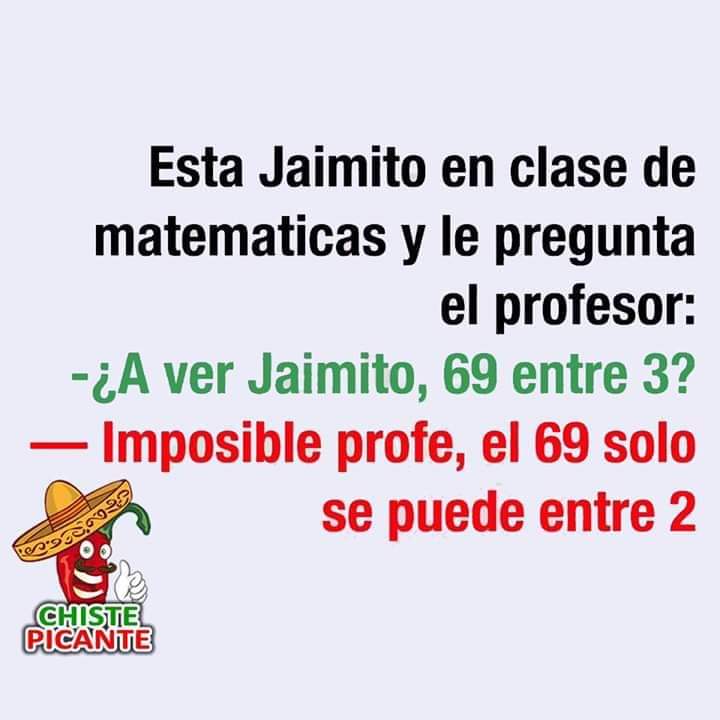 Esta Jaimito en clase de
matematicas y le pregunta
el profesor:
-¿A ver Jaimito, 69 entre 3?
— Imposible profe, el 69 solo
se puede entre 2
CHISTE
PICANTE